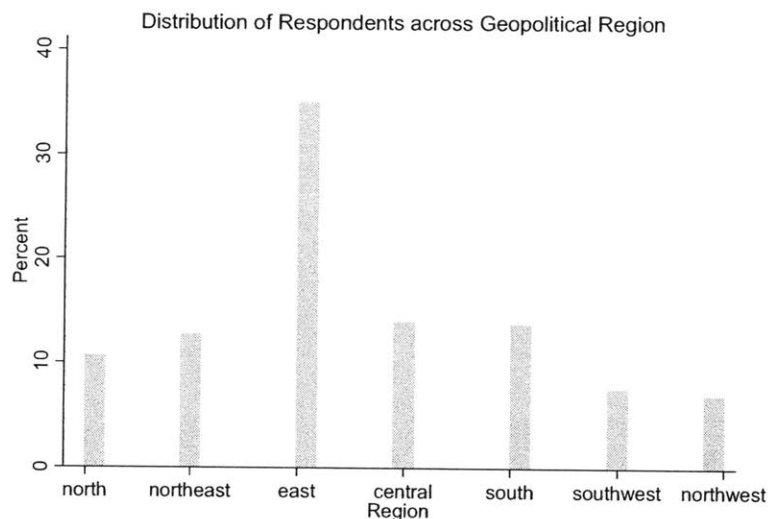 Distribution of Respondents across Geopolitical Region
40
30
20
10
0
Percent
north northeast east central south southwest northwest
Region